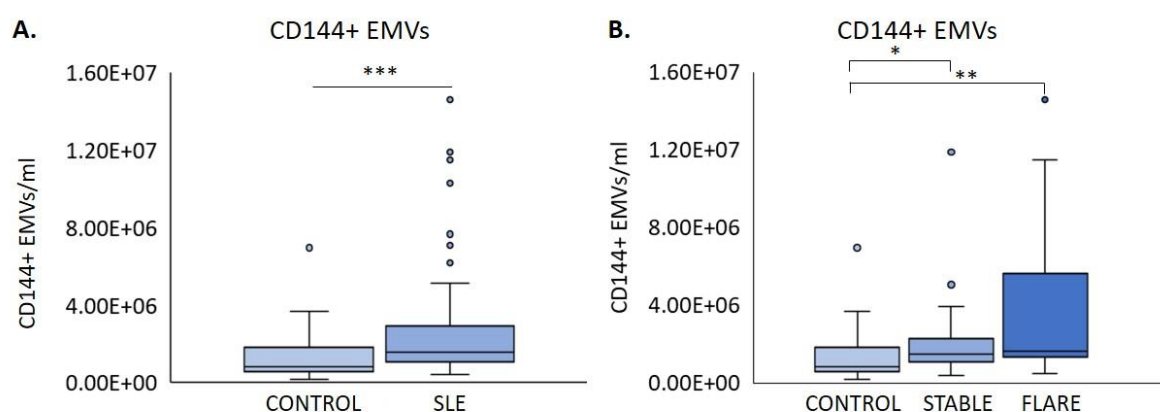 A.
CD144+ EMVs
***
1.60E+07
1.20E+07
8.00E+06
4.00E+06
0.00E+00
CD144+ EMVs/ml
CONTROL SLE
B.
CD144+ EMVs
*
**
1.60E+07
1.20E+07
8.00E+06
4.00E+06
0.00E+00
CD144+ EMVs/ml
CONTROL STABLE FLARE